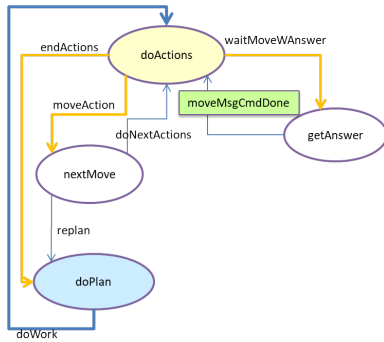 waitMoveWAnswer
endActions
doActions
moveMsgCmdDone
moveAction
doNextActions
getAnswer
nextMove
replan
doPlan
doWork